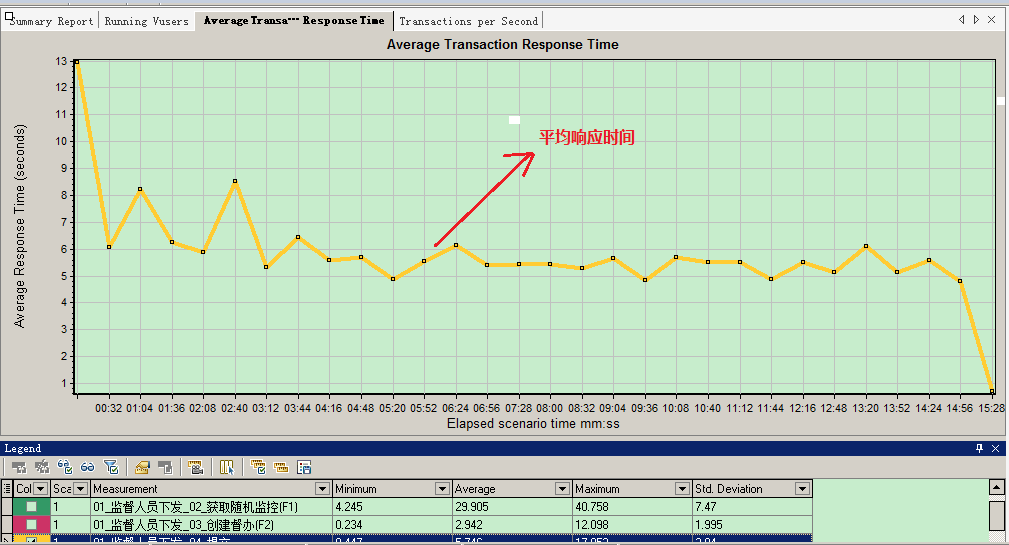 Summary Report Running Vusers Average Transa··· Response Time Transactions per Second
Average Transaction Response Time
Average Response Time (seconds)
13
12
11
10
9
8
7
6
5
4
3
2
1
平均响应时间
00:32 01:04 01:36 02:08 02:40 03:12 03:44 04:16 04:48 05:20 05:52 06:24 06:56 07:28 08:00 08:32 09:04 09:36 10:08 10:40 11:12 11:44 12:16 12:48 13:20 13:52 14:24 14:56 15:28
Elapsed scenario time mm:ss
Legend
Col Sca Measurement Minimum Average Maximum Std. Deviation
1 01_监督人员下发_02_获取随机监控(F1) 4.245 29.905 40.758 7.47
1 01_监督人员下发_03_创建督办(F2) 0.234 2.942 12.098 1.995